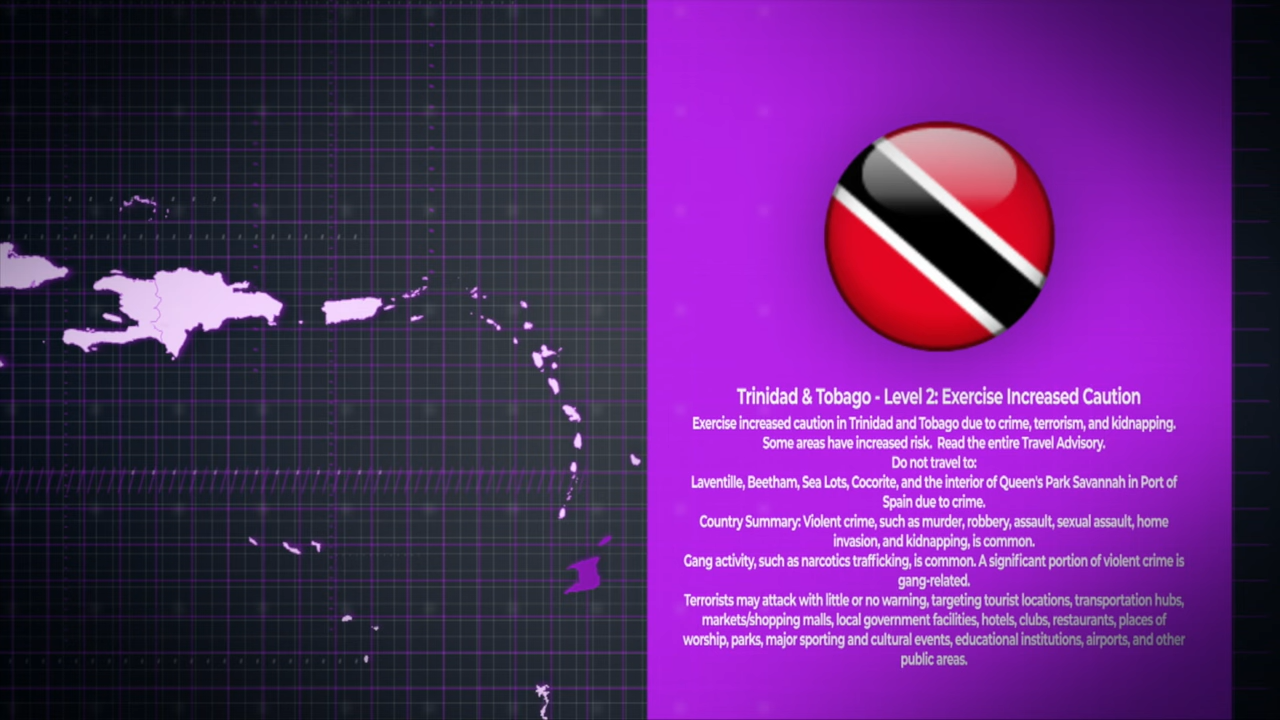 Trinidad & Tobago - Level 2: Exercise Increased Caution
Exercise increased caution in Trinidad and Tobago due to crime, terrorism, and kidnapping.
Some areas have increased risk.  Read the entire Travel Advisory.
Do not travel to:
Laventille, Beetham, Sea Lots, Cocorite, and the interior of Queen's Park Savannah in Port of
Spain due to crime.
Country Summary: Violent crime, such as murder, robbery, assault, sexual assault, home
invasion, and kidnapping, is common.
Gang activity, such as narcotics trafficking, is common. A significant portion of violent crime is
gang-related.
Terrorists may attack with little or no warning, targeting tourist locations, transportation hubs,
markets/shopping malls, local government facilities, hotels, clubs, restaurants, places of
worship, parks, major sporting and cultural events, educational institutions, airports, and other
public areas.